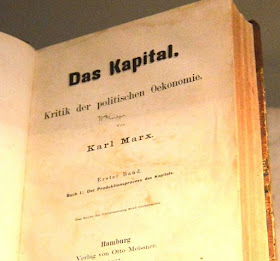 Das Kapital.
Kritik der politischen Oekonomie.
Von
Karl Marx.
Erster Band.
Buch I: Der Produktionsprocess des Kapitals.
Hamburg
Verlag von Otto Meissner.